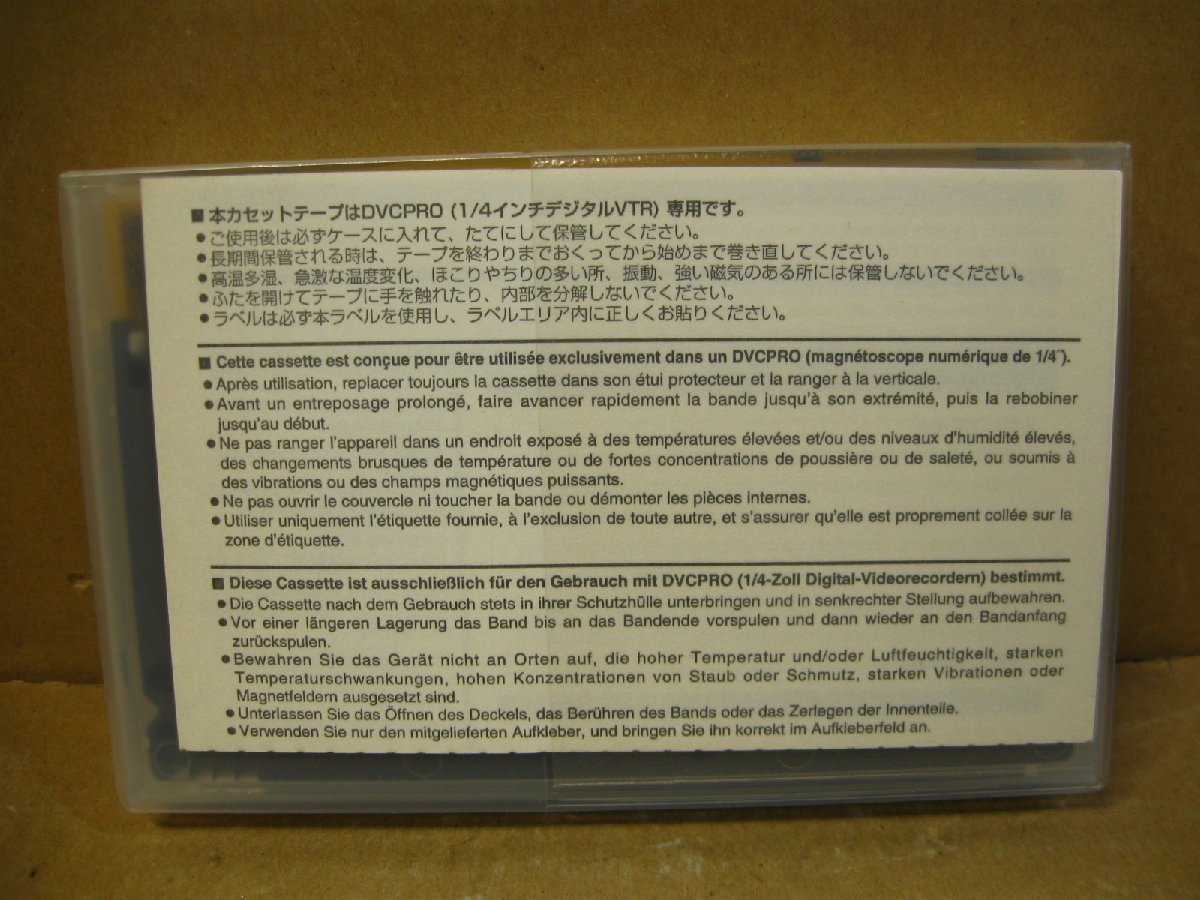 ■ 本カセットテープはDVCPRO (1/4インチデジタルVTR) 専用です。
● ご使用後は必ずケースに入れて、たてにして保管してください。
● 長期間保管される時は、テープを終わりまでおくってから始めまで巻き直してください。
● 高温多湿、急激な温度変化、ほこりやちりの多い所、振動、強い磁気のある所には保管しないでください。
● ふたを開けてテープに手を触れたり、内部を分解しないでください。
● ラベルは必ず本ラベルを使用し、ラベルエリア内に正しくお貼りください。
■ Cette cassette est conçue pour être utilisée exclusivement dans un DVCPRO (magnétoscope numérique de 1/4˝).
● Après utilisation, replacer toujours la cassette dans son étui protecteur et la ranger à la verticale.
● Avant un entreposage prolongé, faire avancer rapidement la bande jusqu'à son extrémité, puis la rebobiner
jusqu'au début.
● Ne pas ranger l'appareil dans un endroit exposé à des températures élevées et/ou des niveaux d'humidité élevés,
des changements brusques de température ou de fortes concentrations de poussière ou de saleté, ou soumis à
des vibrations ou des champs magnétiques puissants.
● Ne pas ouvrir le couvercle ni toucher la bande ou démonter les pièces internes.
● Utiliser uniquement l'étiquette fournie, à l'exclusion de toute autre, et s'assurer qu'elle est proprement collée sur la
zone d'étiquette.
■ Diese Cassette ist ausschließlich für den Gebrauch mit DVCPRO (1/4-Zoll Digital-Videorecordern) bestimmt.
● Die Cassette nach dem Gebrauch stets in ihrer Schutzhülle unterbringen und in senkrechter Stellung aufbewahren.
● Vor einer längeren Lagerung das Band bis an das Bandende vorspulen und dann wieder an den Bandanfang
zurückspulen.
● Bewahren Sie das Gerät nicht an Orten auf, die hoher Temperatur und/oder Luftfeuchtigkeit, starken
Temperaturschwankungen, hohen Konzentrationen von Staub oder Schmutz, starken Vibrationen oder
Magnetfeldern ausgesetzt sind.
● Unterlassen Sie das Öffnen des Deckels, das Berühren des Bands oder das Zerlegen der Innenteile.
● Verwenden Sie nur den mitgelieferten Aufkleber, und bringen Sie ihn korrekt im Aufkleberfeld an.